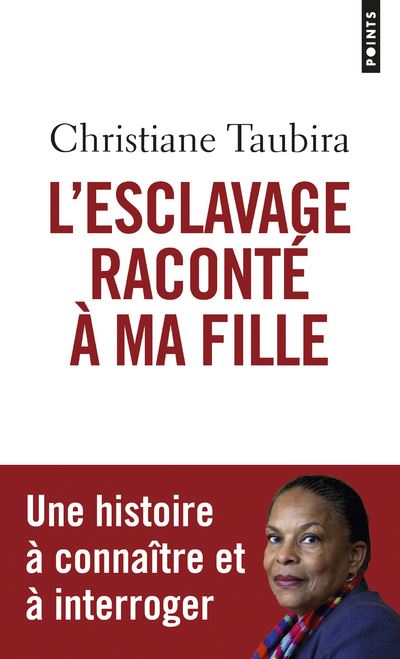 POINTS
Christiane Taubira
L'ESCLAVAGE
RACONTÉ
À MA FILLE
Une histoire
à connaître et
à interroger